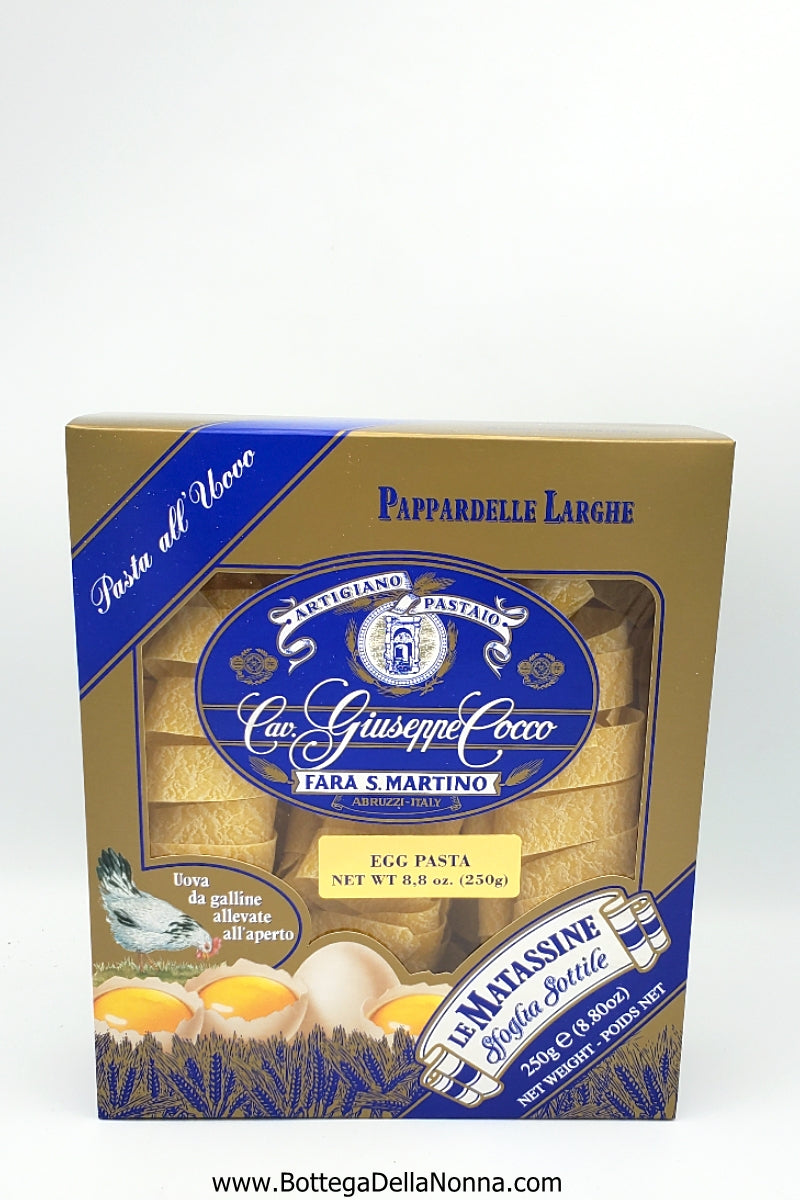 Pasta all'Uovo
PAPPARDELLE LARGHE
ARTIGIANO PASTAIO
Cav. Giuseppe Cocco
FARA S. MARTINO
ABRUZZI-ITALY
EGG PASTA
NET WT 8,8 oz. (250g)
Uova
da galline
allevate
all'aperto
LE MATASSINE
Sfoglia Sottile
250g e (8.80oz)
NET WEIGHT - POIDS NET
www.BottegaDellaNonna.com